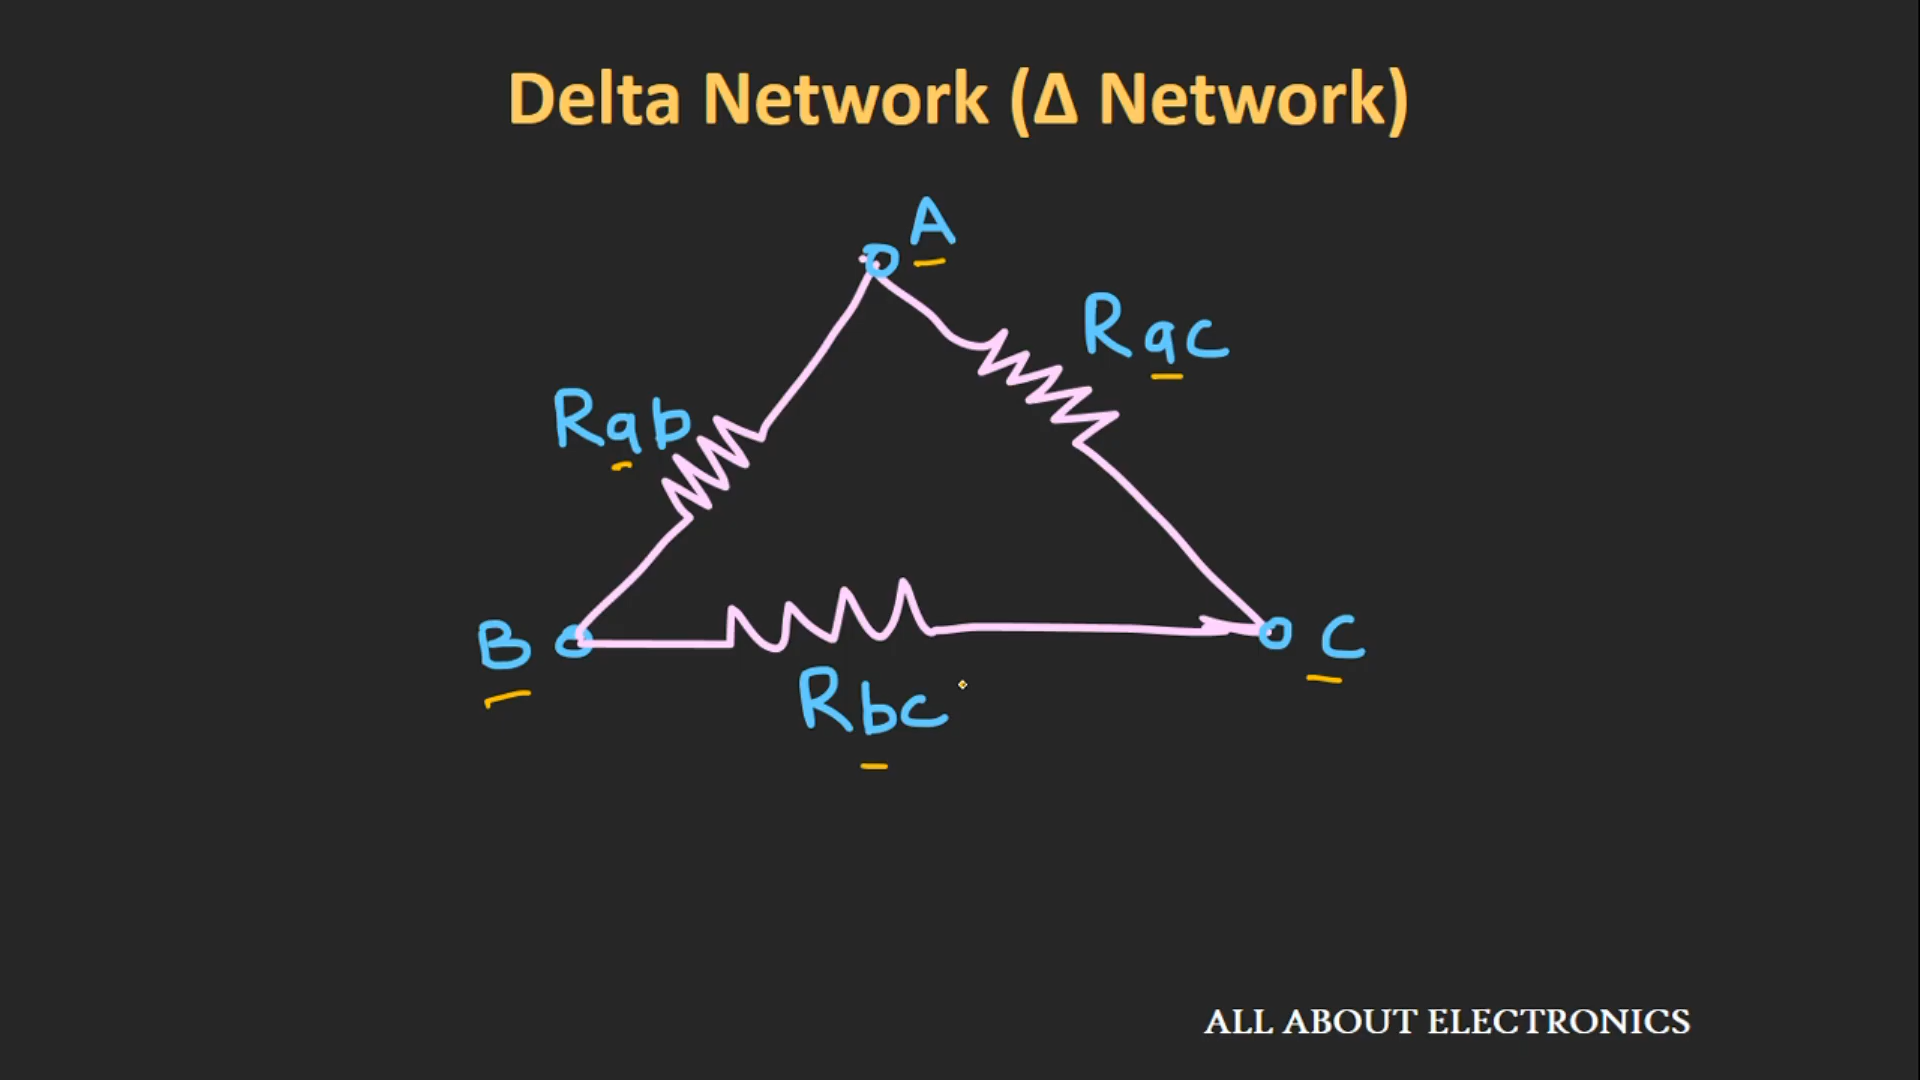 Delta Network (Δ Network)
A
Rac
Rab
B
C
Rbc
ALL ABOUT ELECTRONICS